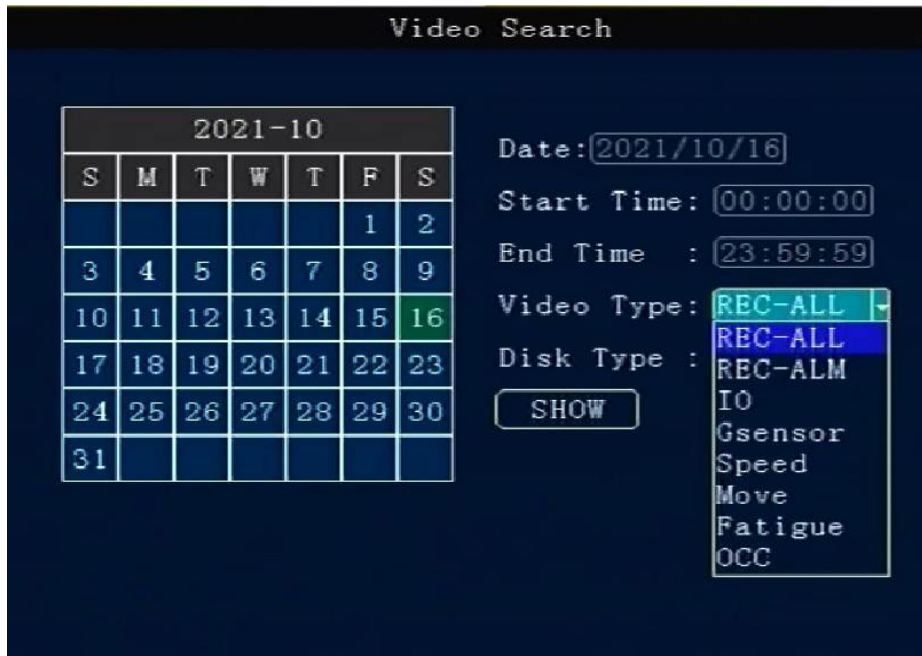 Video Search
2021-10
S M T W T F S
1 2
3 4 5 6 7 8 9
10 11 12 13 14 15 16
17 18 19 20 21 22 23
24 25 26 27 28 29 30
31
Date: 2021/10/16
Start Time: 00:00:00
End Time : 23:59:59
Video Type: REC-ALL
REC-ALL
REC-ALM
IO
Gsensor
Speed
Move
Fatigue
OCC
Disk Type :
SHOW